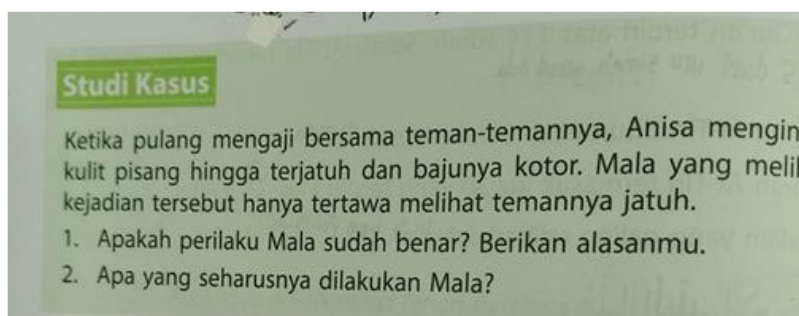 Studi Kasus
Ketika pulang mengaji bersama teman-temannya, Anisa mengin
kulit pisang hingga terjatuh dan bajunya kotor. Mala yang meli
kejadian tersebut hanya tertawa melihat temannya jatuh.
1. Apakah perilaku Mala sudah benar? Berikan alasanmu.
2. Apa yang seharusnya dilakukan Mala?